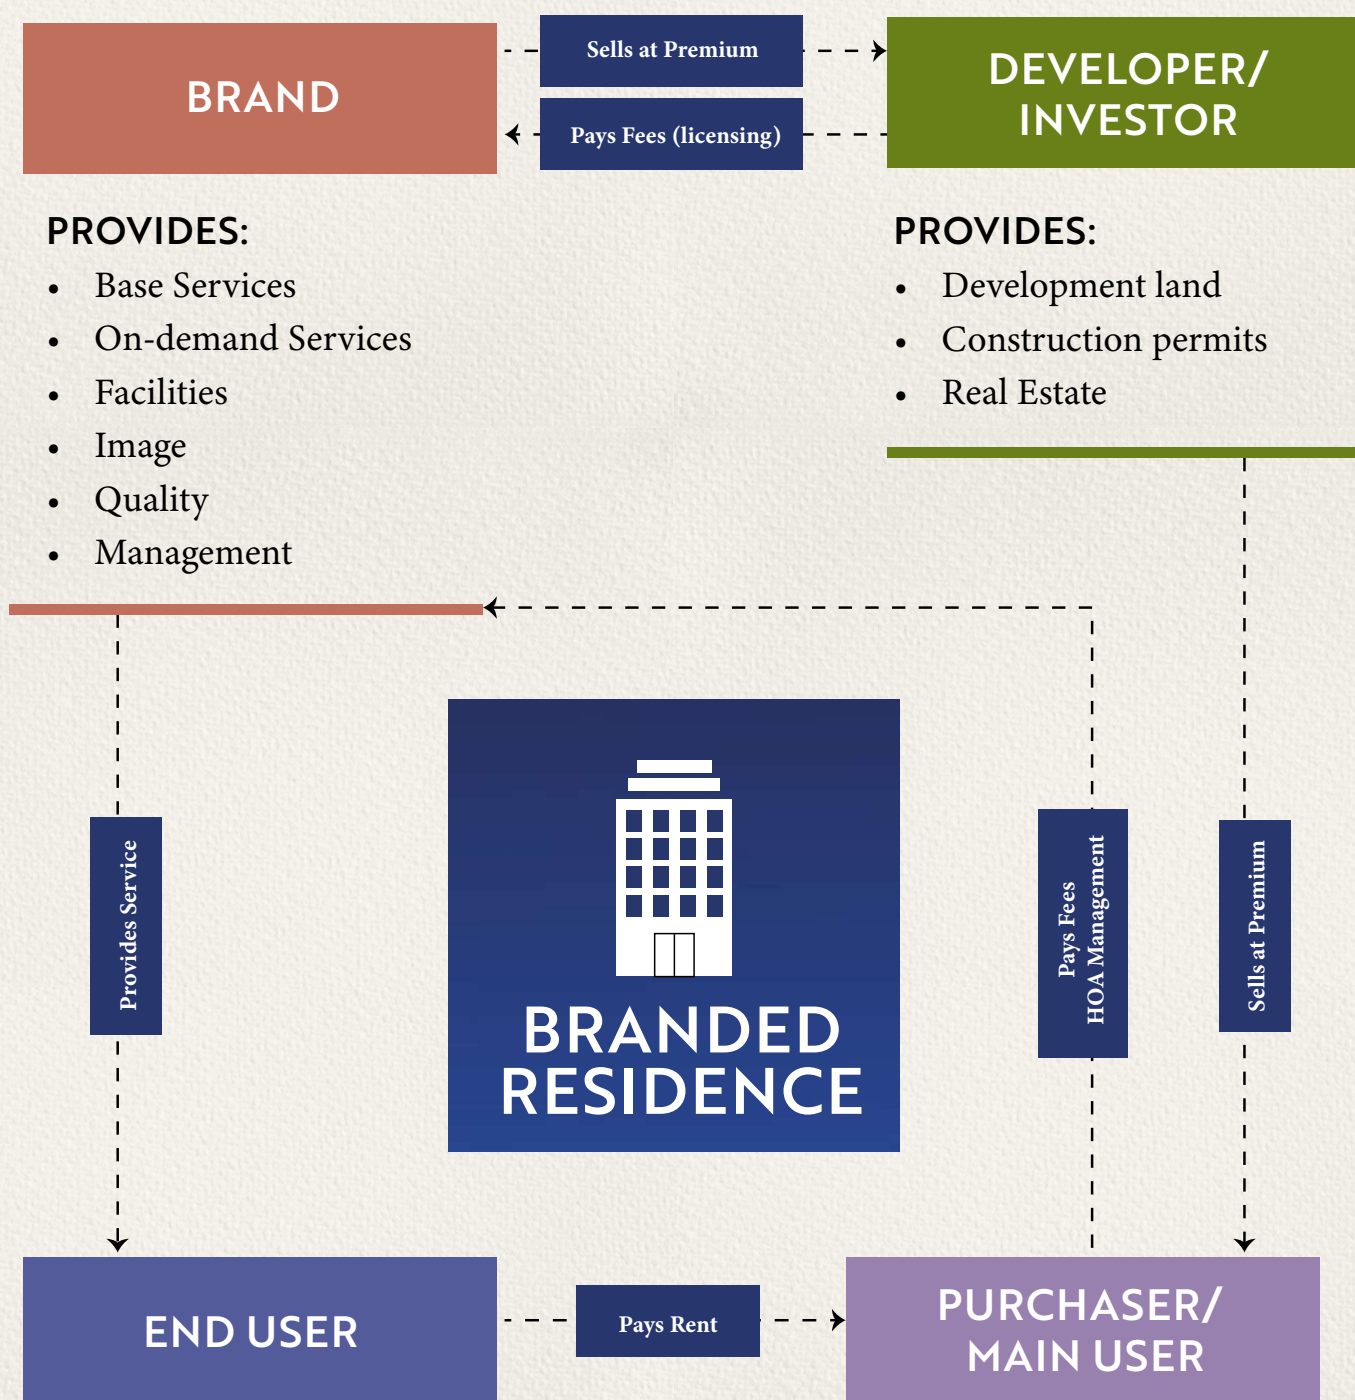 BRAND
Sells at Premium
Pays Fees (licensing)
DEVELOPER/
INVESTOR
PROVIDES:
• Base Services
• On-demand Services
• Facilities
• Image
• Quality
• Management
PROVIDES:
• Development land
• Construction permits
• Real Estate
Provides Service
BRANDED
RESIDENCE
Pays Fees
HOA Management
Sells at Premium
END USER
Pays Rent
PURCHASER/
MAIN USER